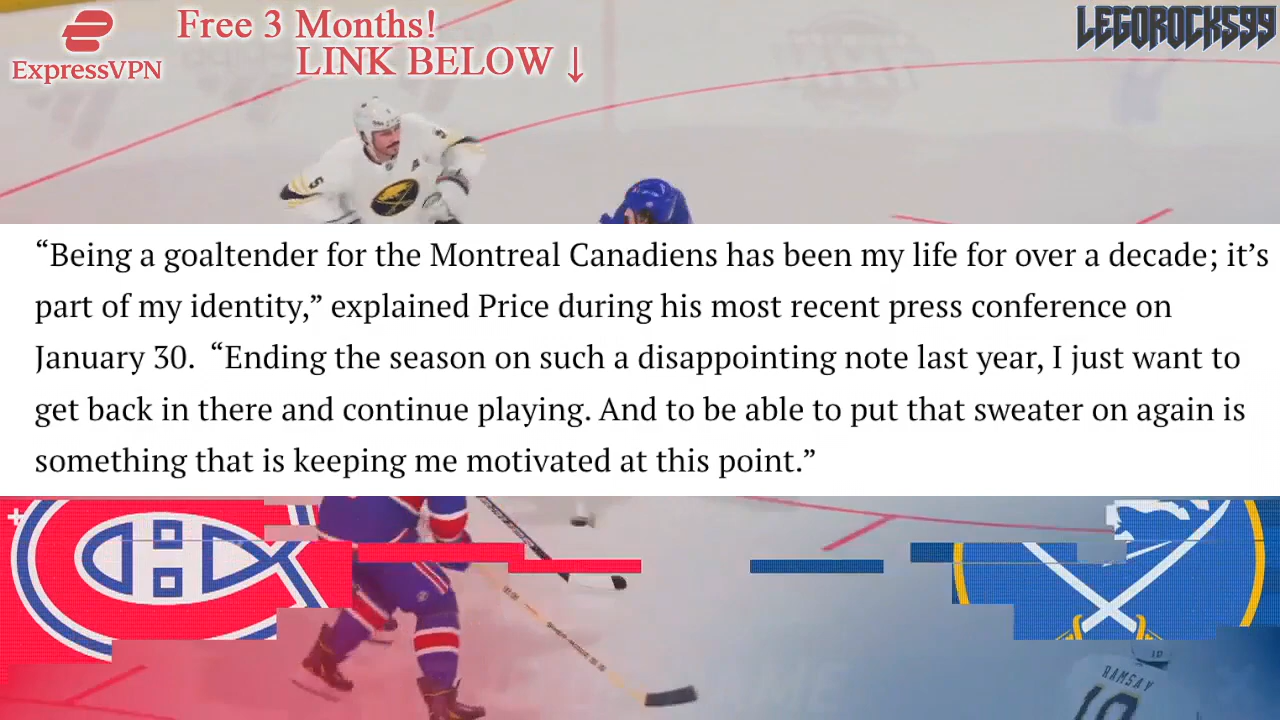 Free 3 Months!
LEGOROCKS99
LINK BELOW ↓
ExpressVPN
5
5
A
“Being a goaltender for the Montreal Canadiens has been my life for over a decade; it’s
part of my identity,” explained Price during his most recent press conference on
January 30. “Ending the season on such a disappointing note last year, I just want to
get back in there and continue playing. And to be able to put that sweater on again is
something that is keeping me motivated at this point.”
RAMSAY
10